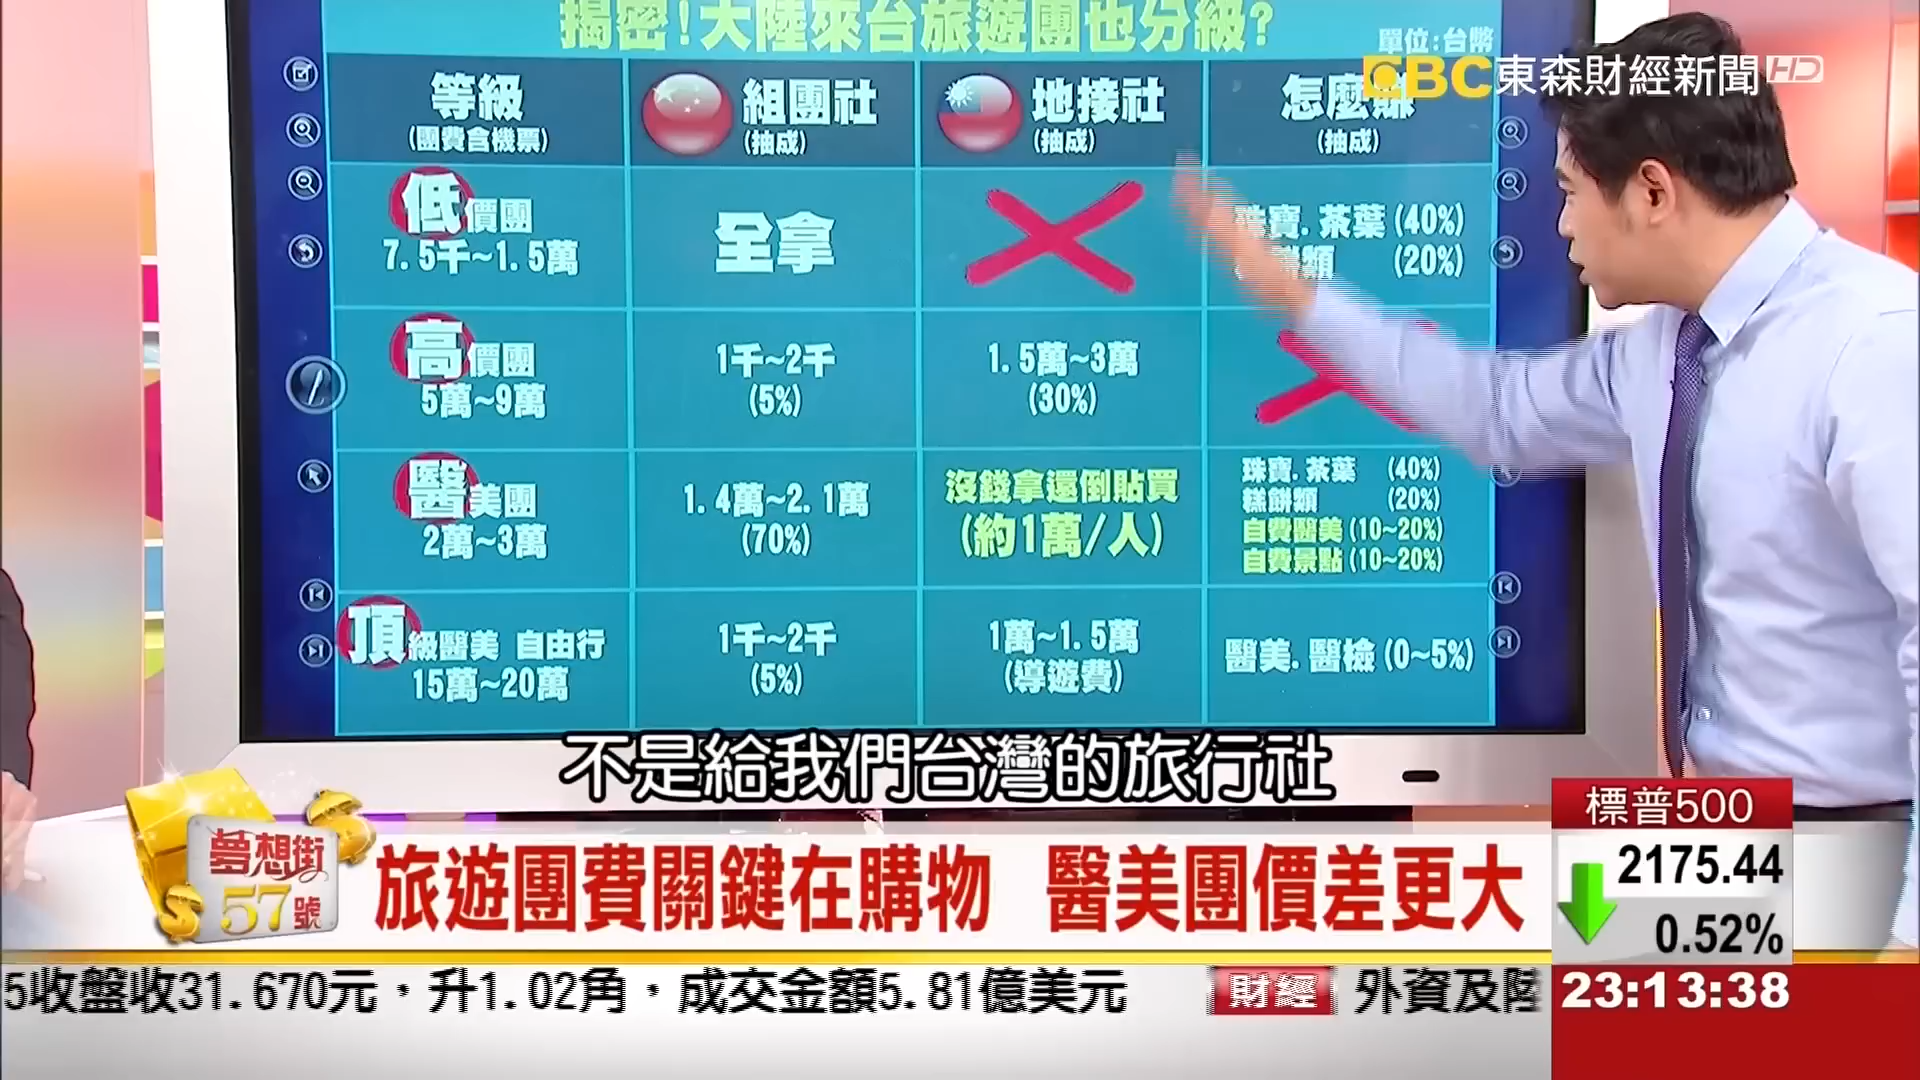 揭密!大陸來台旅遊團也分級?
單位:台幣
EBC東森財經新聞HD
等級
(團費含機票)
組團社
(抽成)
地接社
(抽成)
怎麼賺
(抽成)
低價團
7.5千~1.5萬
全拿
珠寶.茶葉(40%)
餅類 (20%)
高價團
5萬~9萬
1千~2千
(5%)
1.5萬~3萬
(30%)
醫美團
2萬~3萬
1.4萬~2.1萬
(70%)
沒錢拿還倒貼買
(約1萬/人)
珠寶.茶葉 (40%)
糕餅類 (20%)
自費醫美(10~20%)
自費景點(10~20%)
頂級醫美 自由行
15萬~20萬
1千~2千
(5%)
1萬~1.5萬
(導遊費)
醫美.醫檢(0~5%)
不是給我們台灣的旅行社
夢想街
57號
旅遊團費關鍵在購物 醫美團價差更大
標普500
2175.44
0.52%
5收盤收31.670元,升1.02角,成交金額5.81億美元
財經
外資及陸
23:13:38